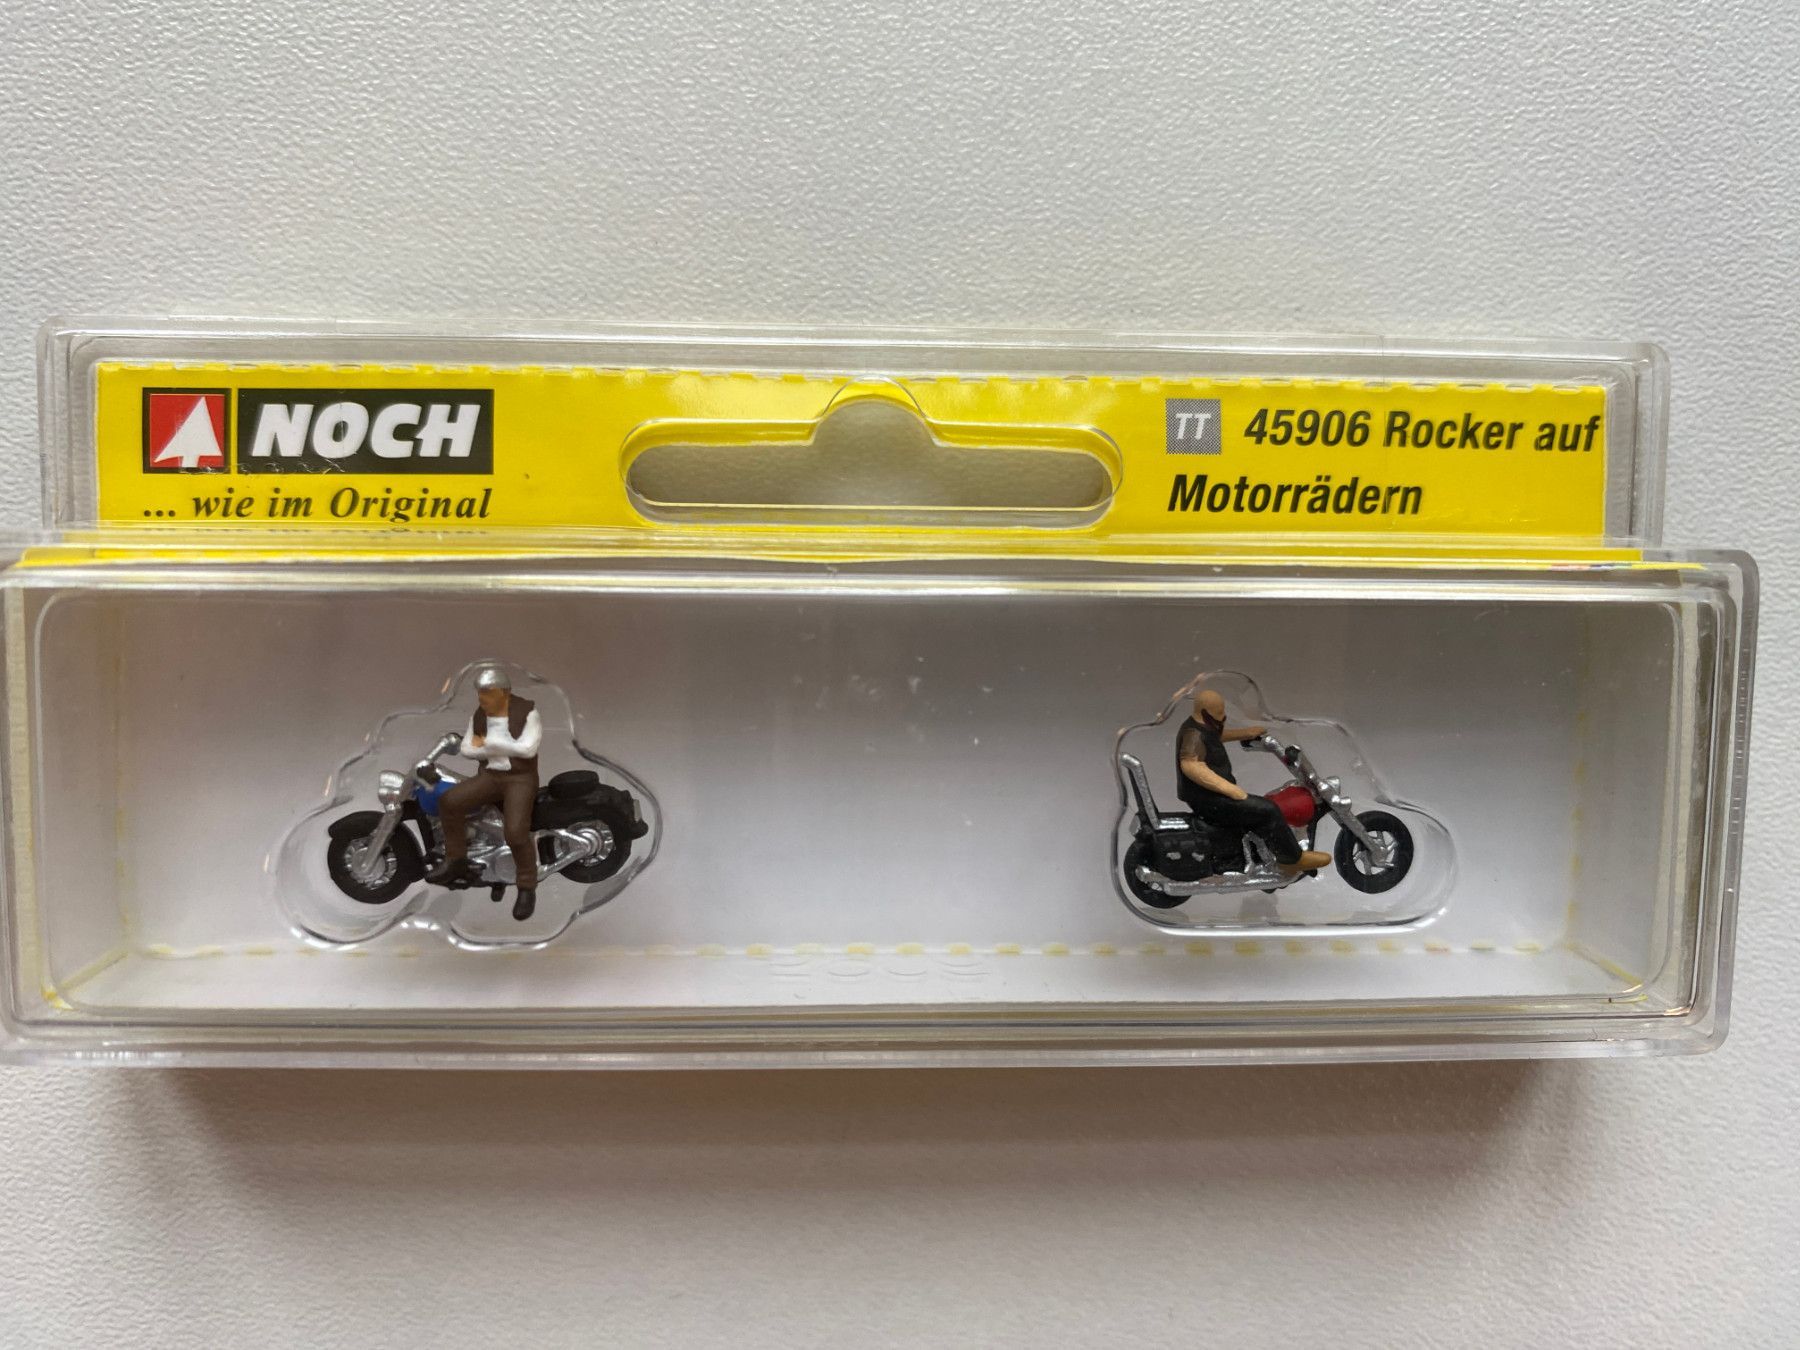 NOCH
... wie im Original
TT 45906 Rocker auf
Motorrädern